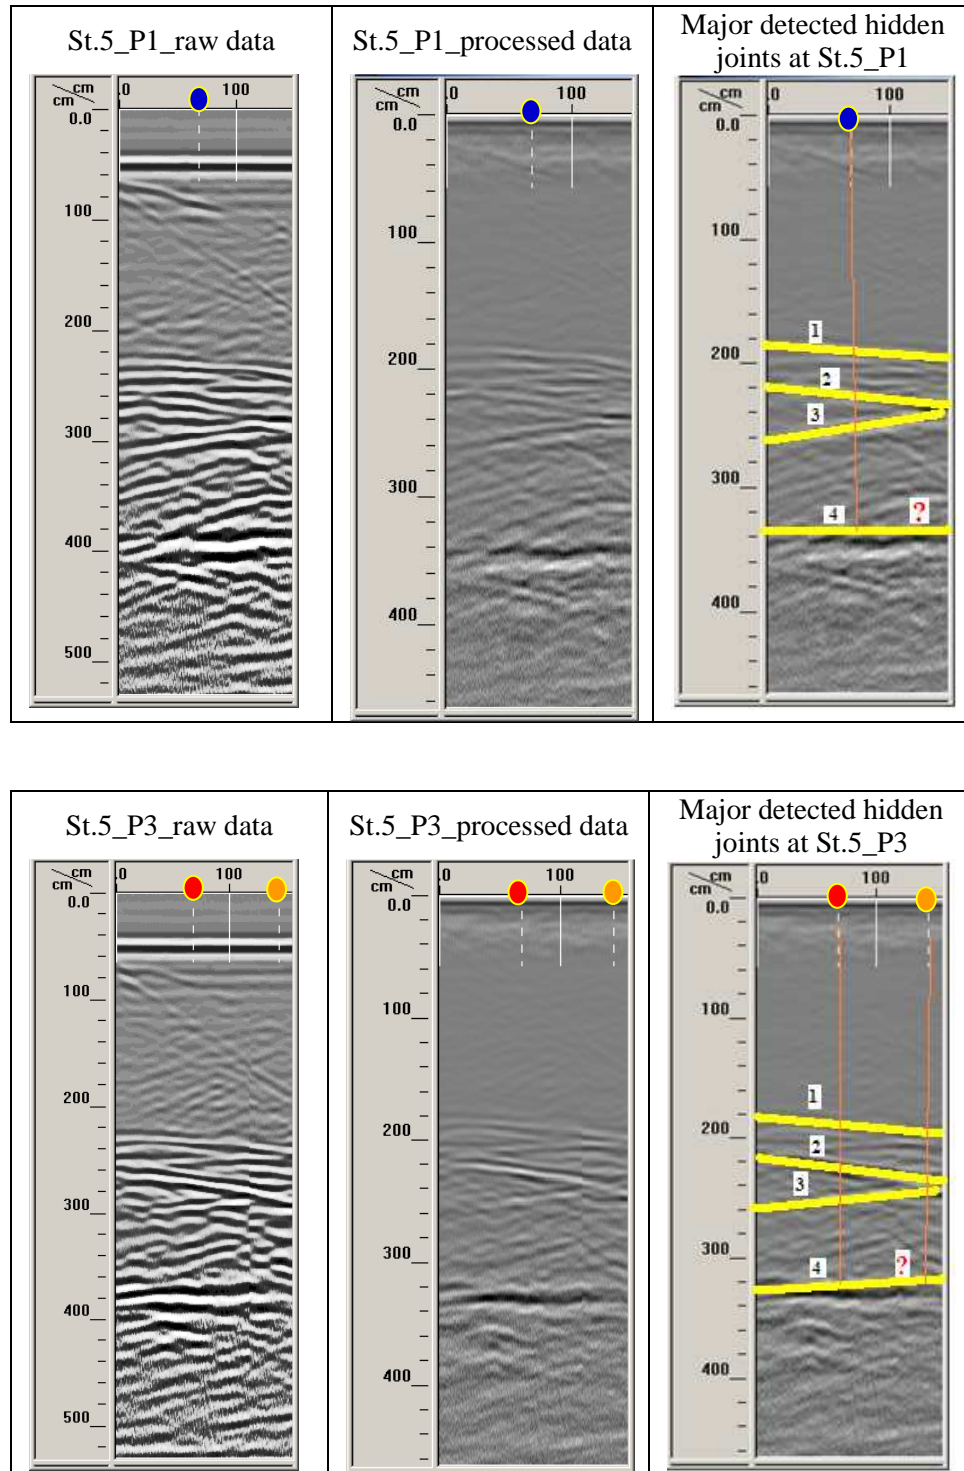 St.5_P1_raw data
St.5_P1_processed data
Major detected hidden
joints at St.5_P1
cm
cm
.0
100
0.0
100
200
300
400
500
cm
cm
.0
100
0.0
100
200
300
400
cm
cm
.0
100
0.0
100
200
300
400
1
2
3
4
?
St.5_P3_raw data
St.5_P3_processed data
Major detected hidden
joints at St.5_P3
cm
cm
.0
100
0.0
100
200
300
400
500
cm
cm
.0
100
0.0
100
200
300
400
cm
cm
.0
100
0.0
100
200
300
400
1
2
3
4
?